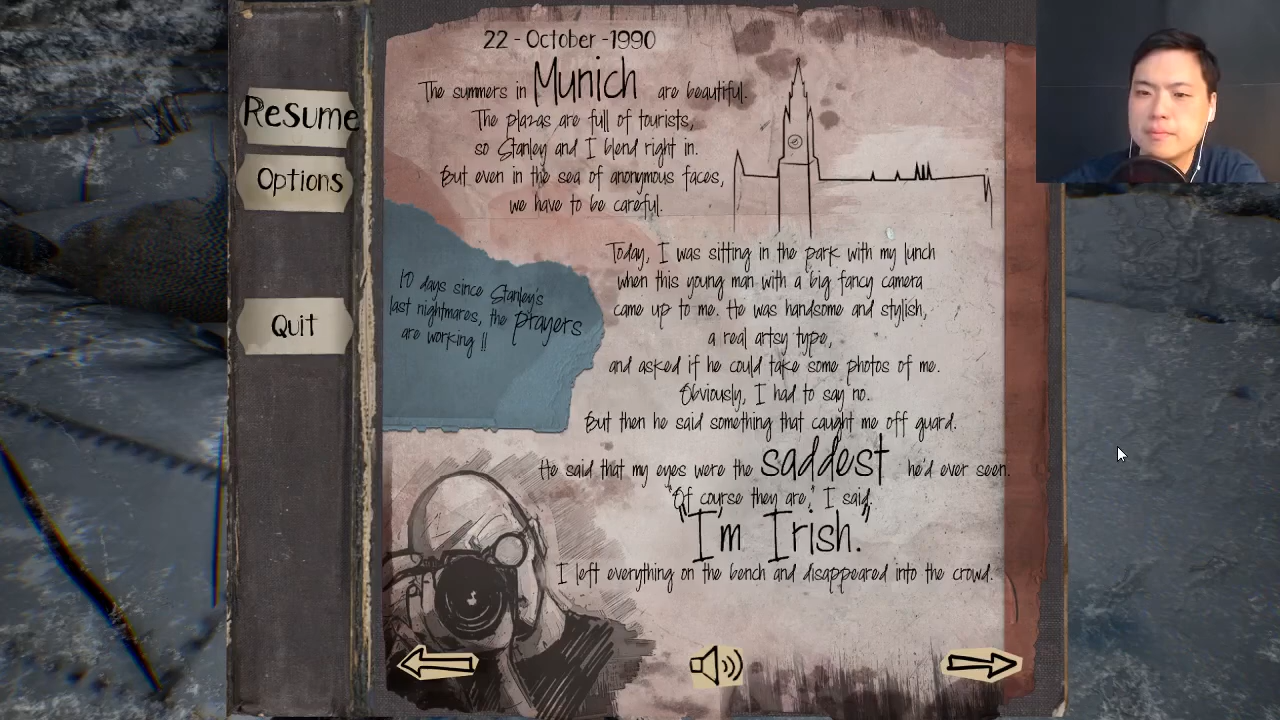 Resume
Options
Quit
22 - October - 1990
The summers in Munich are beautiful.
The plazas are full of tourists,
so Stanley and I blend right in.
But even in the sea of anonymous faces,
we have to be careful.
10 days since Stanley's
last nightmares, the prayers
are working !!
Today, I was sitting in the park with my lunch
when this young man with a big fancy camera
came up to me. He was handsome and stylish,
a real artsy type,
and asked if he could take some photos of me.
Obviously, I had to say no.
But then he said something that caught me off guard.
He said that my eyes were the saddest he'd ever seen.
"Of course they are," I said.
"I'm Irish."
I left everything on the bench and disappeared into the crowd.